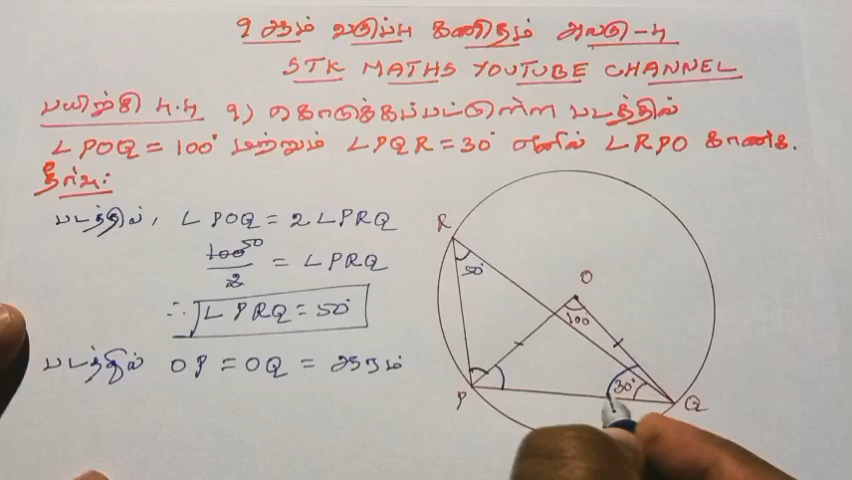 9 ஆம் வகுப்பு கணிதம் அலகு-4
STK MATHS YOUTUBE CHANNEL
பயிற்சி 4.4 9) கொடுக்கப்பட்டுள்ள படத்தில்
∠POQ = 100° மற்றும் ∠PQR = 30° எனில் ∠RPO காண்க.
தீர்வு:
படத்தில், ∠POQ = 2∠PRQ
100 50 / 2 = ∠PRQ
∴ ∠PRQ = 50°
படத்தில் OP = OQ = ஆரம்
R
50°
O
100
P
30°
Q